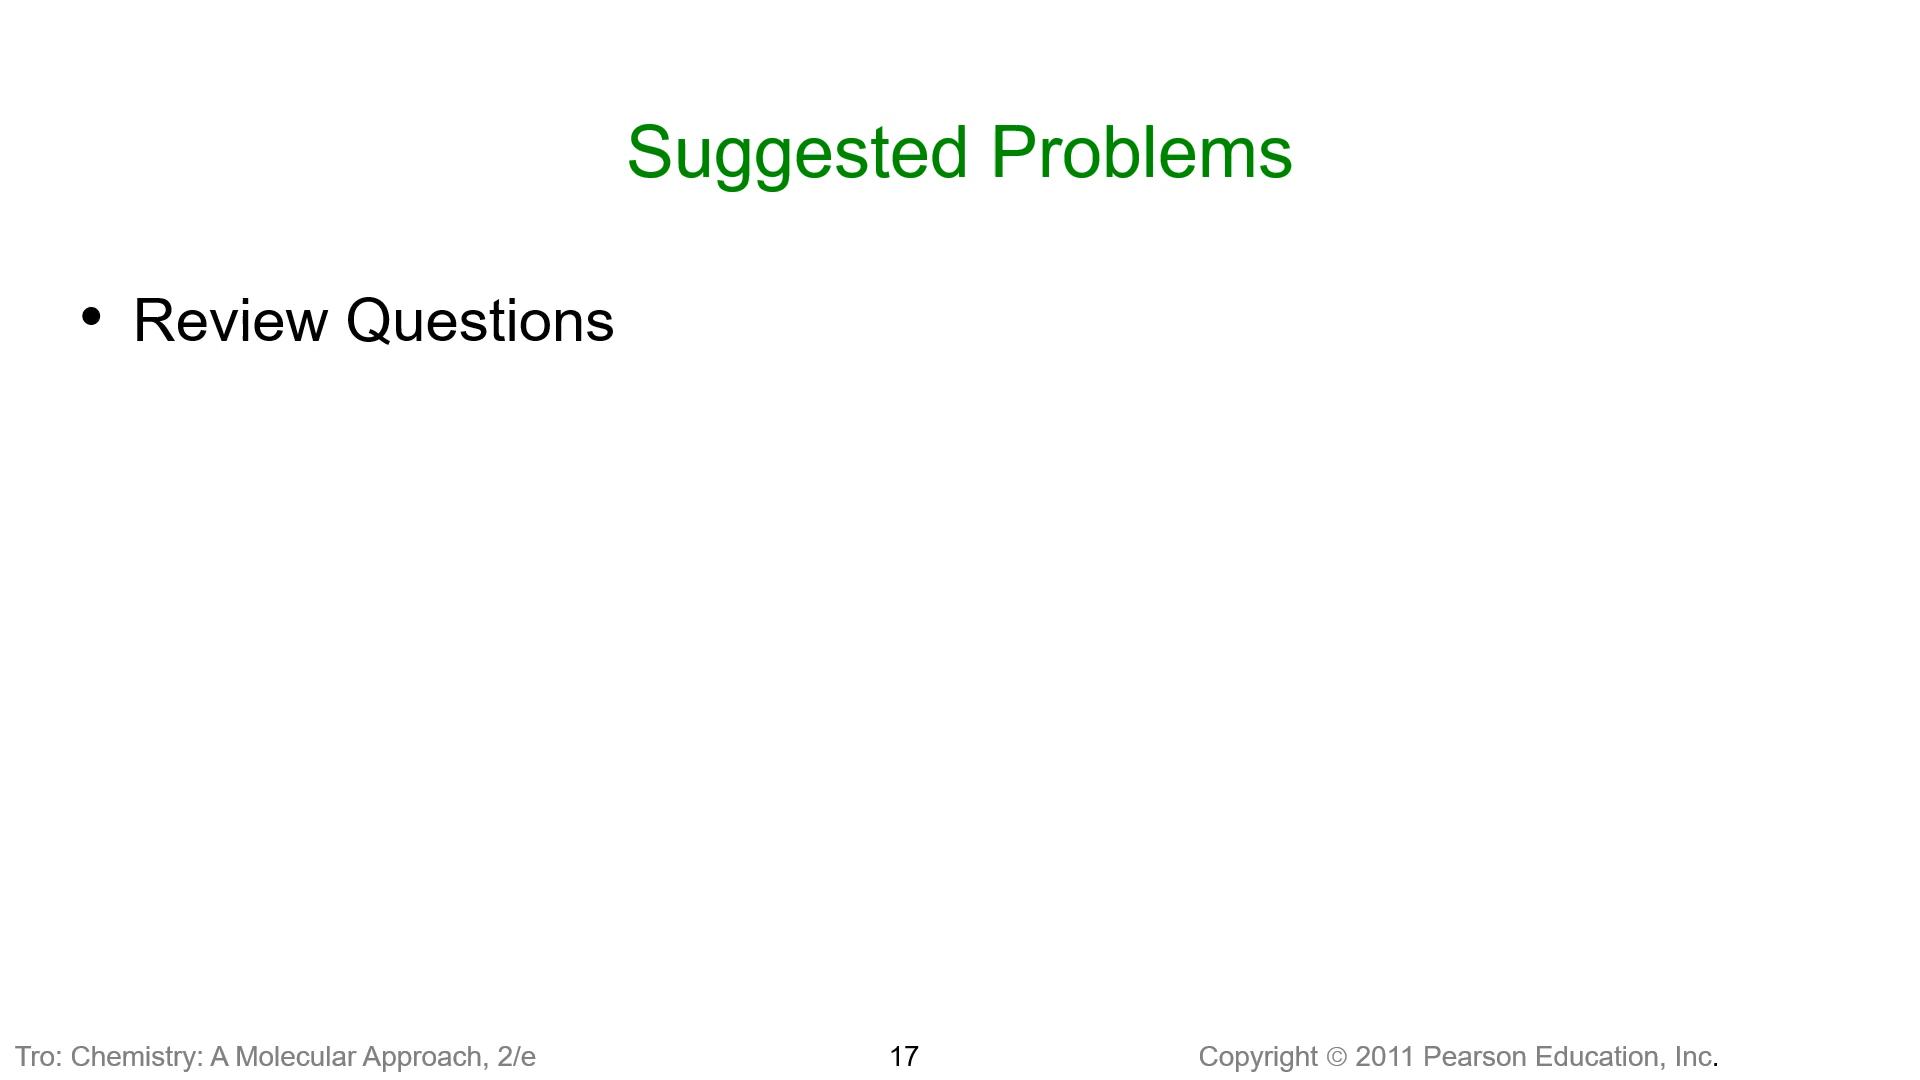 Suggested Problems
• Review Questions
Tro: Chemistry: A Molecular Approach, 2/e 17 Copyright © 2011 Pearson Education, Inc.